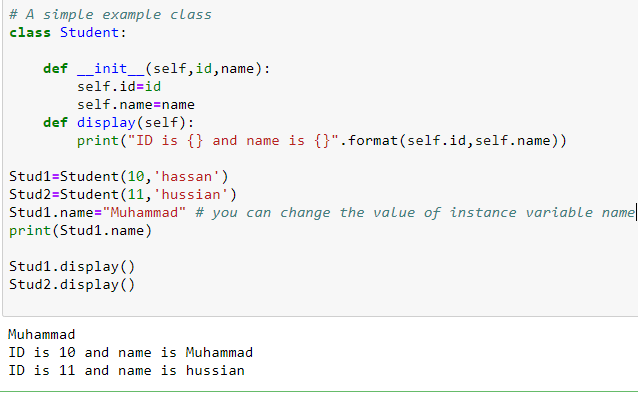 # A simple example class
class Student:
    def __init__(self,id,name):
        self.id=id
        self.name=name
    def display(self):
        print("ID is {} and name is {}".format(self.id,self.name))
Stud1=Student(10,'hassan')
Stud2=Student(11,'hussian')
Stud1.name="Muhammad" # you can change the value of instance variable name
print(Stud1.name)
Stud1.display()
Stud2.display()
Muhammad
ID is 10 and name is Muhammad
ID is 11 and name is hussian